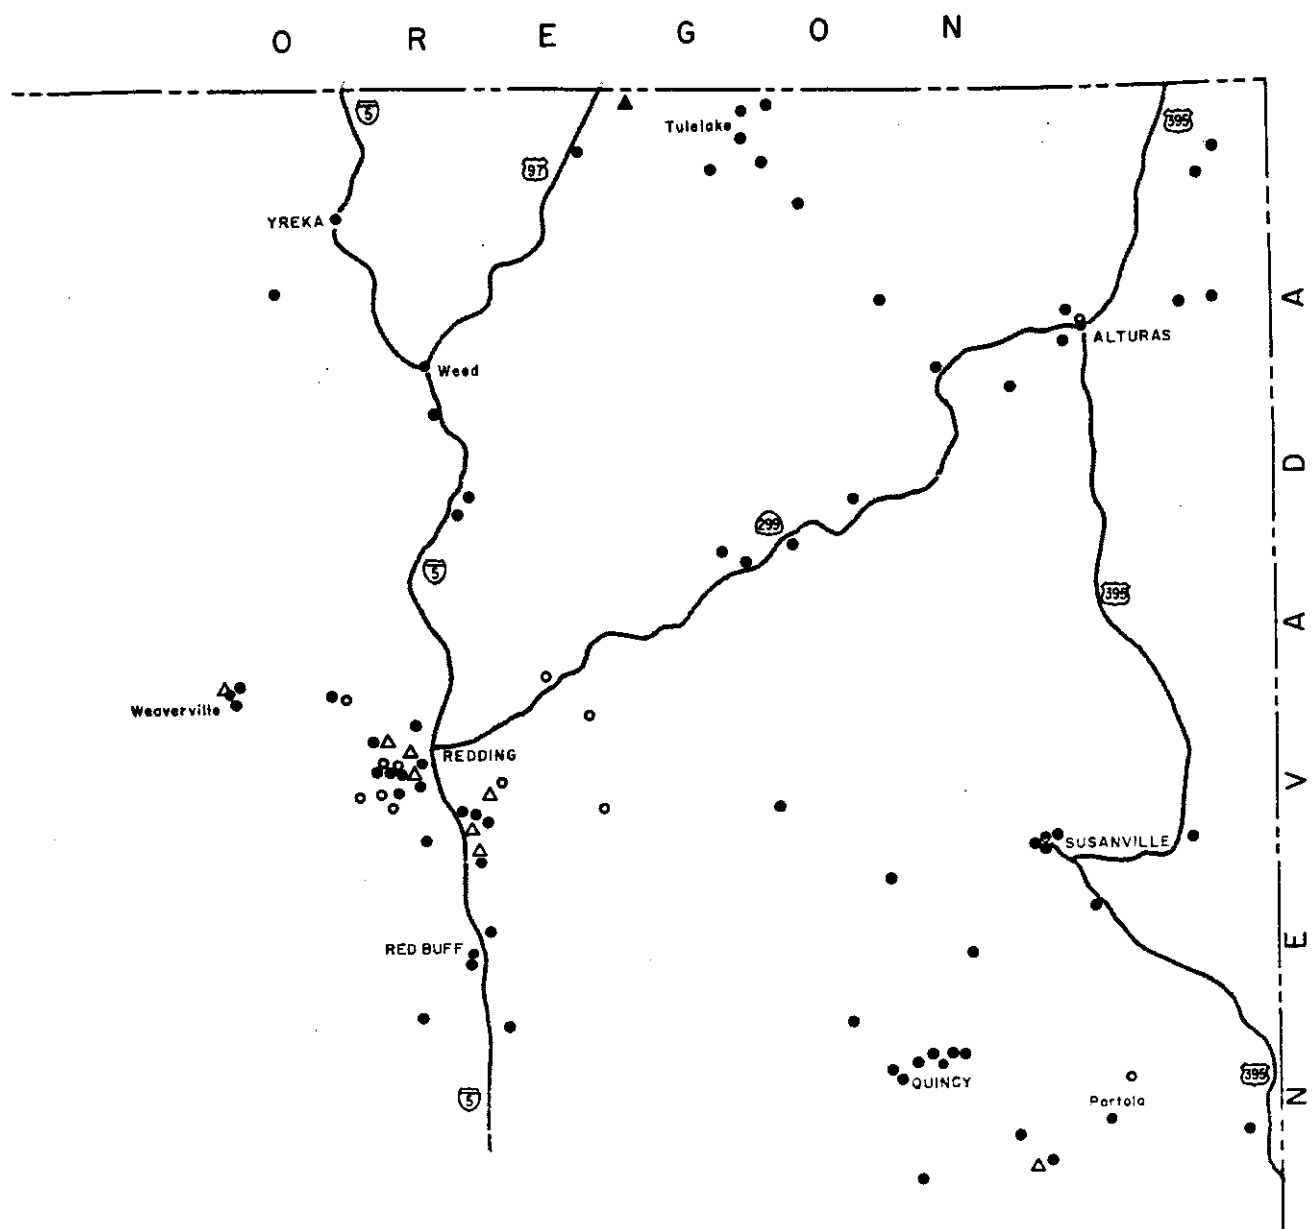 O R E G O N
5
395
Tulelake
97
YREKA
ALTURAS
Weed
299
5
395
Weaverville
REDDING
SUSANVILLE
RED BUFF
395
QUINCY
5
Portola
N E V A D A